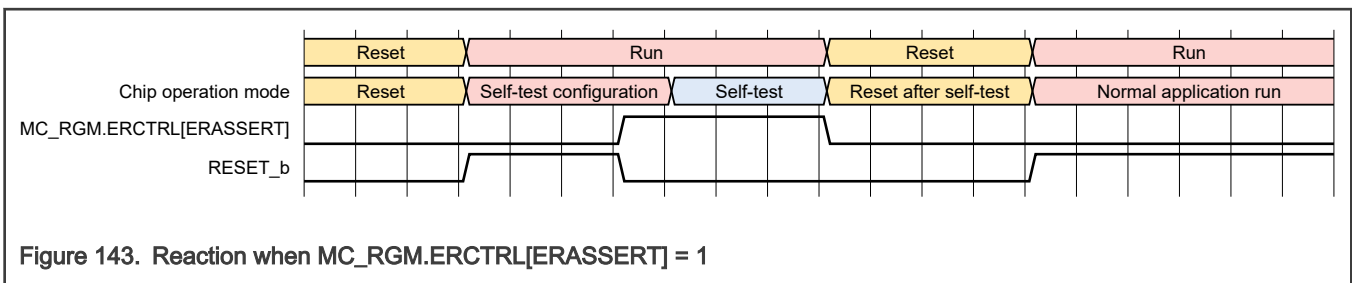 Reset Run Reset Run
Chip operation mode Reset Self-test configuration Self-test Reset after self-test Normal application run
MC_RGM.ERCTRL[ERASSERT]
RESET_b
Figure 143. Reaction when MC_RGM.ERCTRL[ERASSERT] = 1